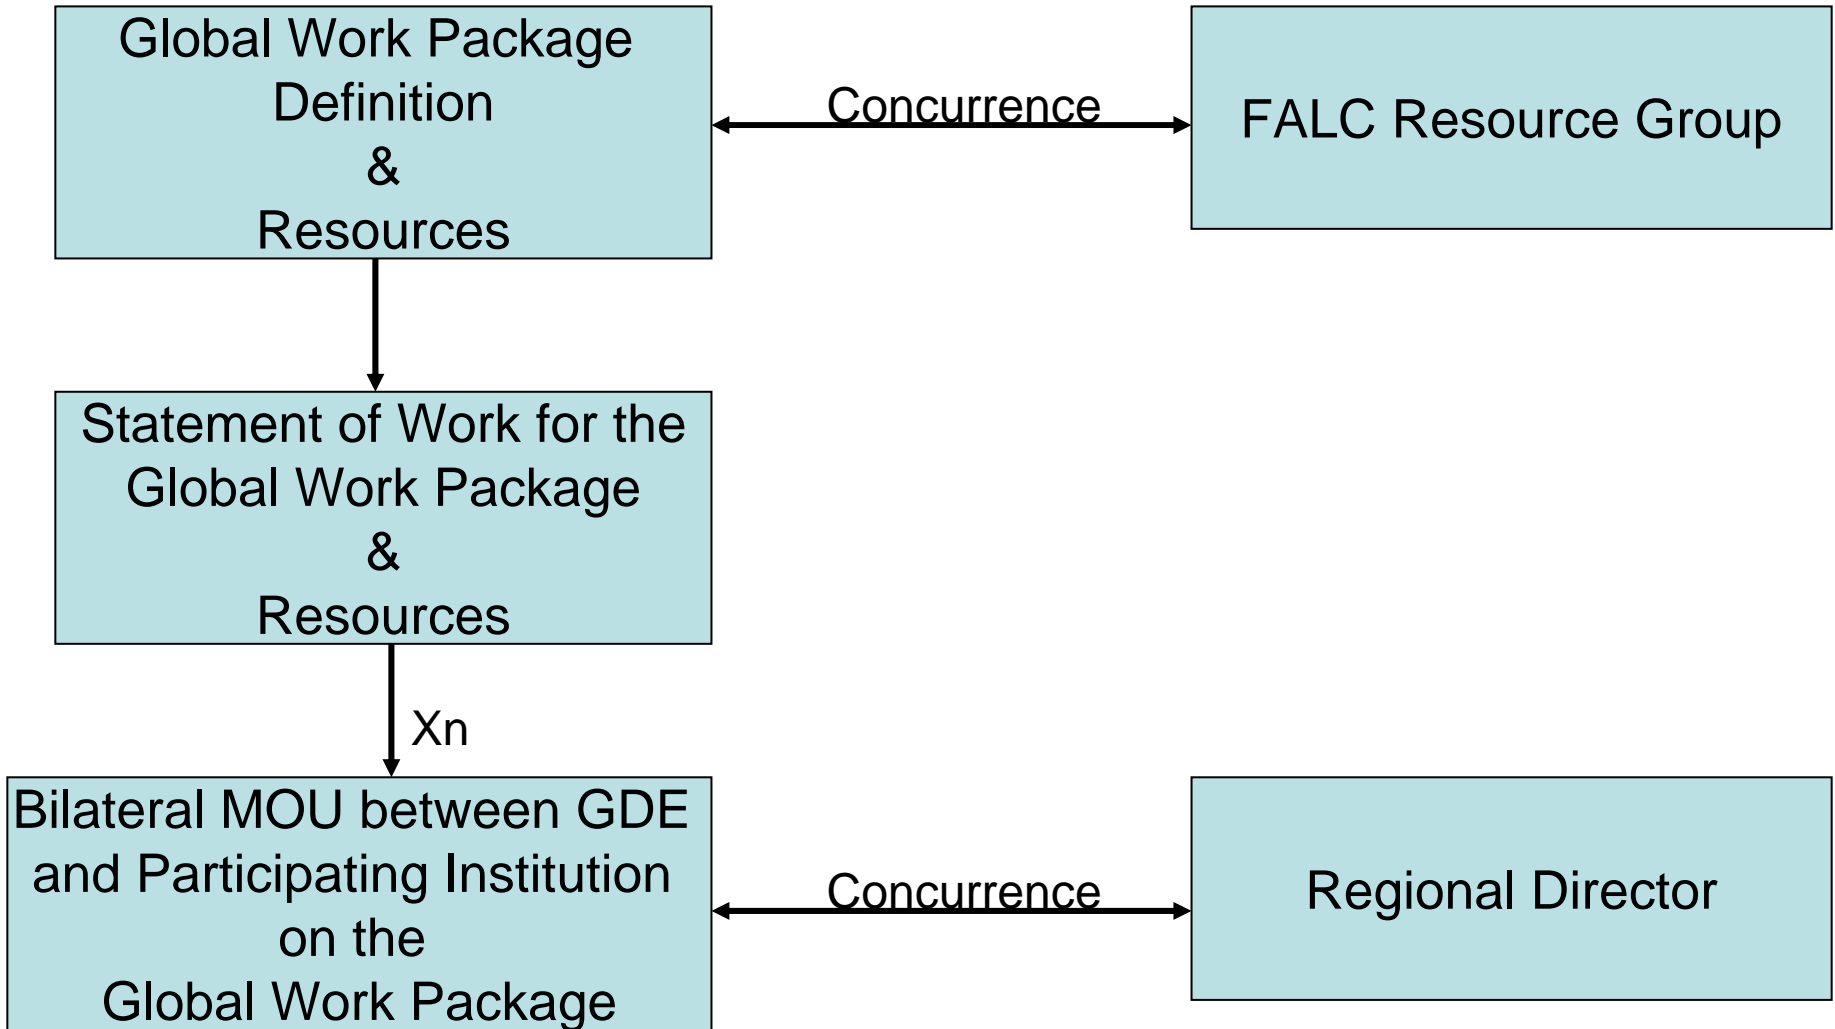 Global Work Package
Definition
&
Resources
Concurrence
FALC Resource Group
Statement of Work for the
Global Work Package
&
Resources
Xn
Bilateral MOU between GDE
and Participating Institution
on the
Global Work Package
Concurrence
Regional Director